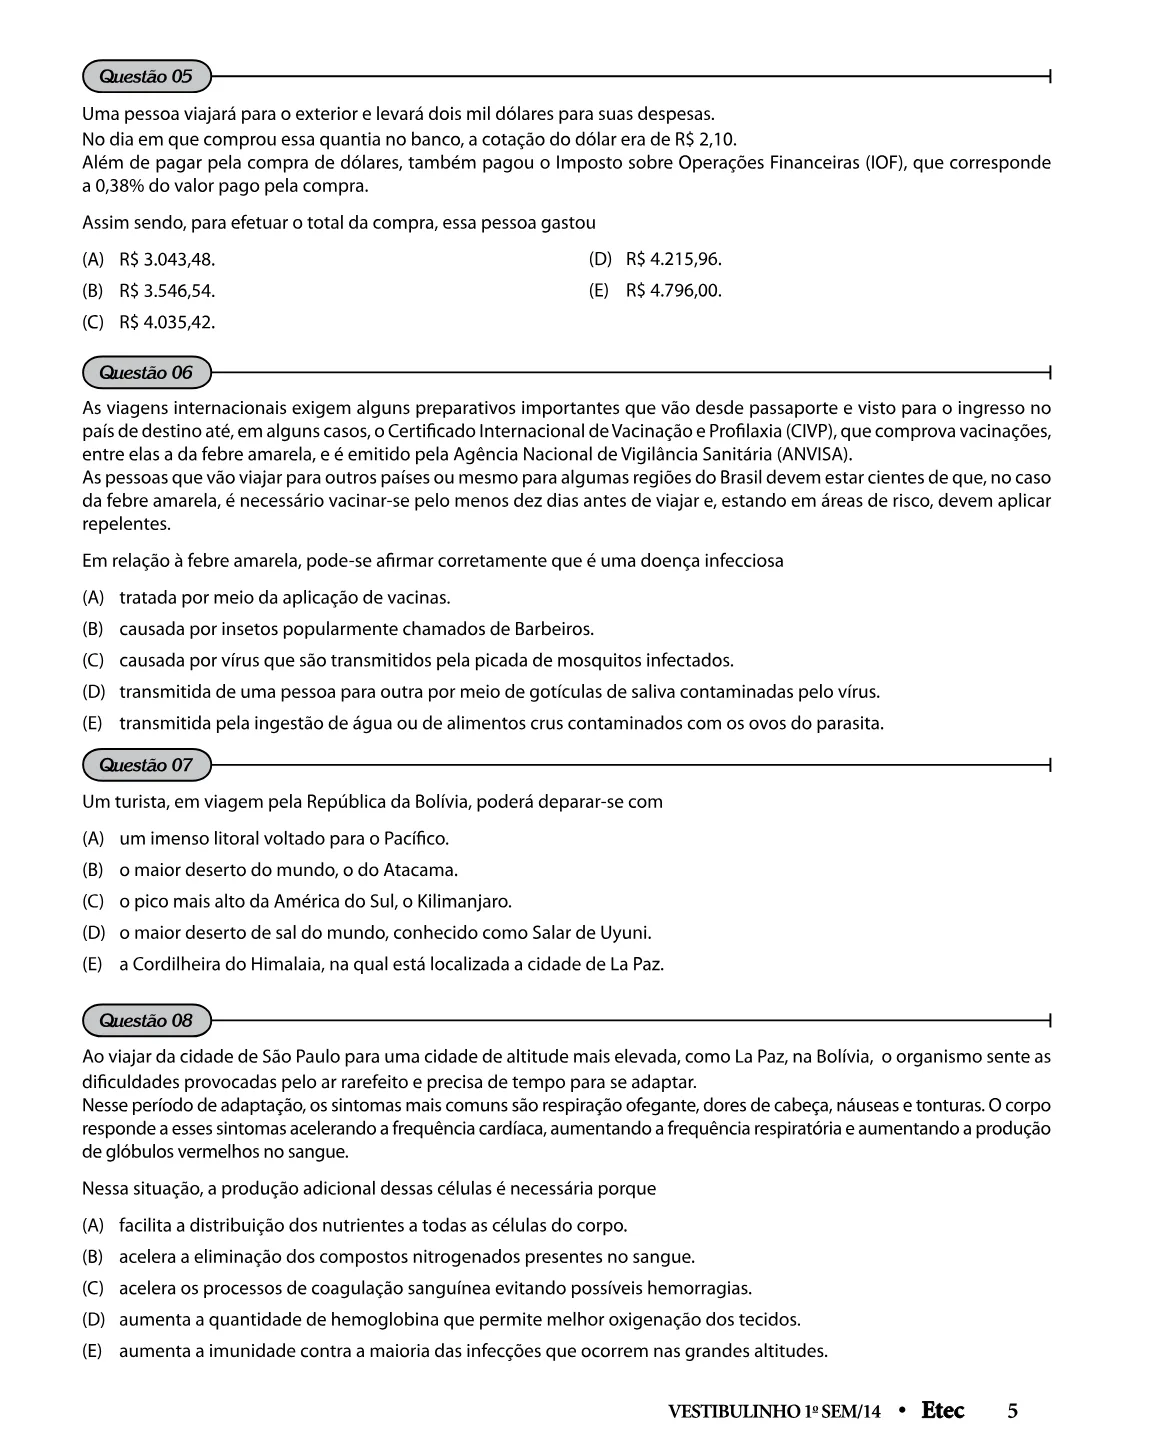 Questão 05
Uma pessoa viajará para o exterior e levará dois mil dólares para suas despesas.
No dia em que comprou essa quantia no banco, a cotação do dólar era de R$ 2,10.
Além de pagar pela compra de dólares, também pagou o Imposto sobre Operações Financeiras (IOF), que corresponde
a 0,38% do valor pago pela compra.
Assim sendo, para efetuar o total da compra, essa pessoa gastou
(A) R$ 3.043,48.
(B) R$ 3.546,54.
(C) R$ 4.035,42.
(D) R$ 4.215,96.
(E) R$ 4.796,00.
Questão 06
As viagens internacionais exigem alguns preparativos importantes que vão desde passaporte e visto para o ingresso no
país de destino até, em alguns casos, o Certificado Internacional de Vacinação e Profilaxia (CIVP), que comprova vacinações,
entre elas a da febre amarela, e é emitido pela Agência Nacional de Vigilância Sanitária (ANVISA).
As pessoas que vão viajar para outros países ou mesmo para algumas regiões do Brasil devem estar cientes de que, no caso
da febre amarela, é necessário vacinar-se pelo menos dez dias antes de viajar e, estando em áreas de risco, devem aplicar
repelentes.
Em relação à febre amarela, pode-se afirmar corretamente que é uma doença infecciosa
(A) tratada por meio da aplicação de vacinas.
(B) causada por insetos popularmente chamados de Barbeiros.
(C) causada por vírus que são transmitidos pela picada de mosquitos infectados.
(D) transmitida de uma pessoa para outra por meio de gotículas de saliva contaminadas pelo vírus.
(E) transmitida pela ingestão de água ou de alimentos crus contaminados com os ovos do parasita.
Questão 07
Um turista, em viagem pela República da Bolívia, poderá deparar-se com
(A) um imenso litoral voltado para o Pacífico.
(B) o maior deserto do mundo, o do Atacama.
(C) o pico mais alto da América do Sul, o Kilimanjaro.
(D) o maior deserto de sal do mundo, conhecido como Salar de Uyuni.
(E) a Cordilheira do Himalaia, na qual está localizada a cidade de La Paz.
Questão 08
Ao viajar da cidade de São Paulo para uma cidade de altitude mais elevada, como La Paz, na Bolívia, o organismo sente as
dificuldades provocadas pelo ar rarefeito e precisa de tempo para se adaptar.
Nesse período de adaptação, os sintomas mais comuns são respiração ofegante, dores de cabeça, náuseas e tonturas. O corpo
responde a esses sintomas acelerando a frequência cardíaca, aumentando a frequência respiratória e aumentando a produção
de glóbulos vermelhos no sangue.
Nessa situação, a produção adicional dessas células é necessária porque
(A) facilita a distribuição dos nutrientes a todas as células do corpo.
(B) acelera a eliminação dos compostos nitrogenados presentes no sangue.
(C) acelera os processos de coagulação sanguínea evitando possíveis hemorragias.
(D) aumenta a quantidade de hemoglobina que permite melhor oxigenação dos tecidos.
(E) aumenta a imunidade contra a maioria das infecções que ocorrem nas grandes altitudes.
VESTIBULINHO 1º SEM/14 • Etec 5